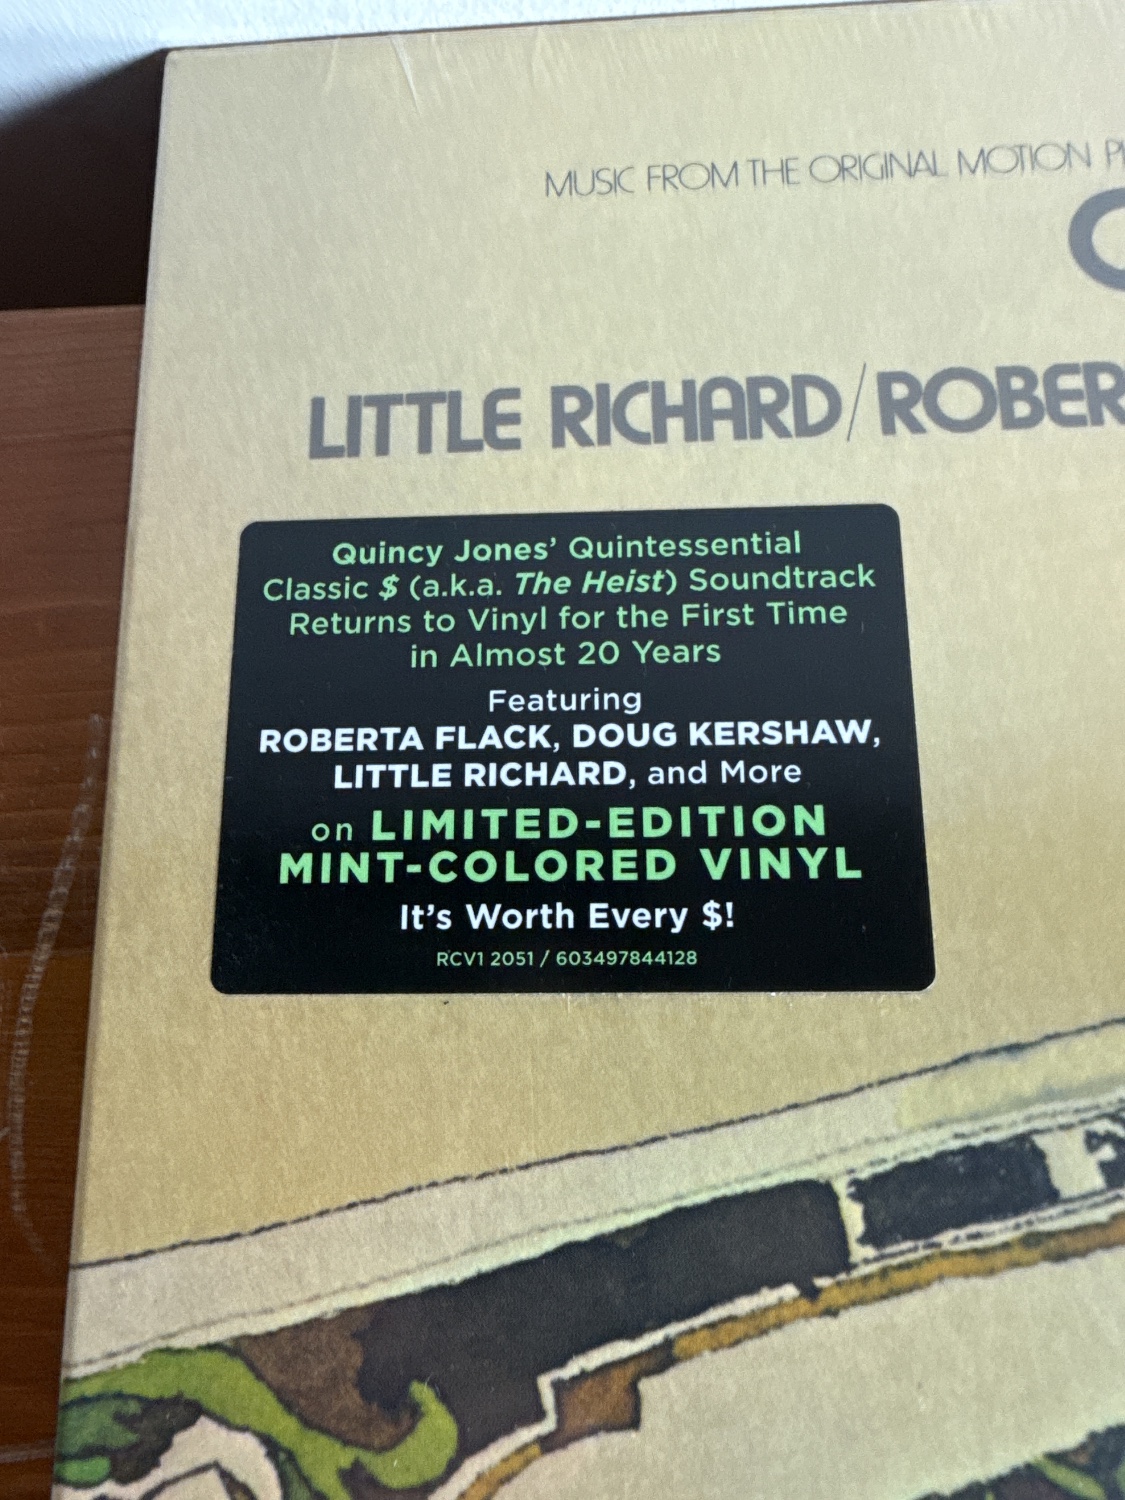 MUSIC FROM THE ORIGINAL MOTION
LITTLE RICHARD/ROBER
Quincy Jones’ Quintessential
Classic $ (a.k.a. The Heist) Soundtrack
Returns to Vinyl for the First Time
in Almost 20 Years
Featuring
ROBERTA FLACK, DOUG KERSHAW,
LITTLE RICHARD, and More
on LIMITED-EDITION
MINT-COLORED VINYL
It’s Worth Every $!
RCV1 2051 / 603497844128